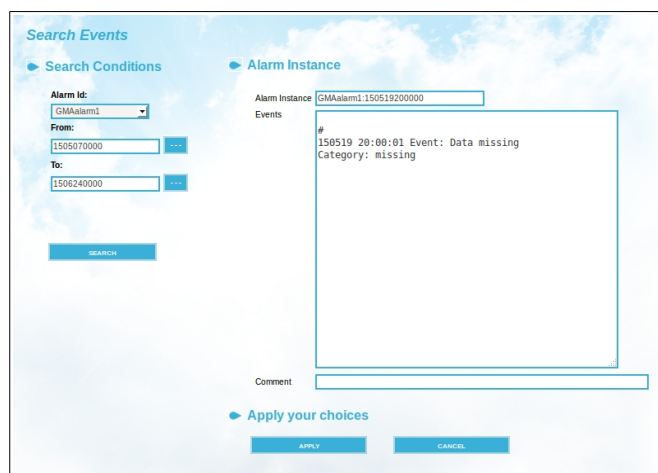 Search Events
Search Conditions
Alarm Id:
GMAalarm1
From:
1505070000
...
To:
1506240000
...
SEARCH
Alarm Instance
Alarm Instance GMAalarm1:150519200000
Events
#
150519 20:00:01 Event: Data missing
Category: missing
Comment
Apply your choices
APPLY CANCEL